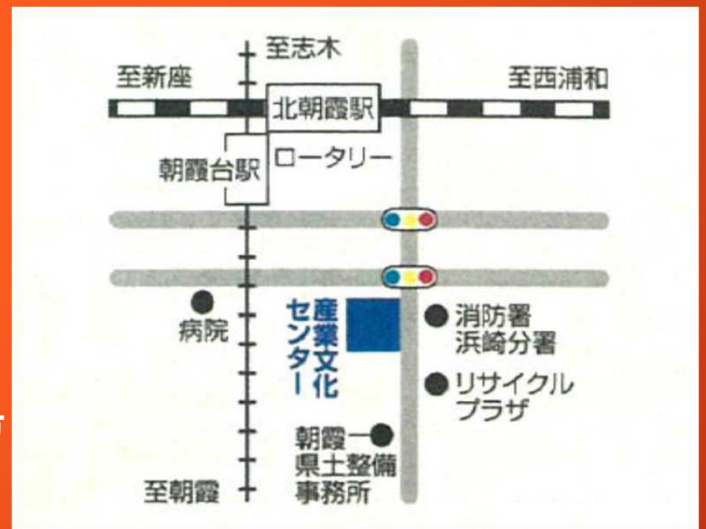 至志木
至新座
至西浦和
北朝霞駅
朝霞台駅
ロータリー
病院
産業文化
センター
消防署
浜崎分署
リサイクル
プラザ
朝霞
県土整備
事務所
至朝霞